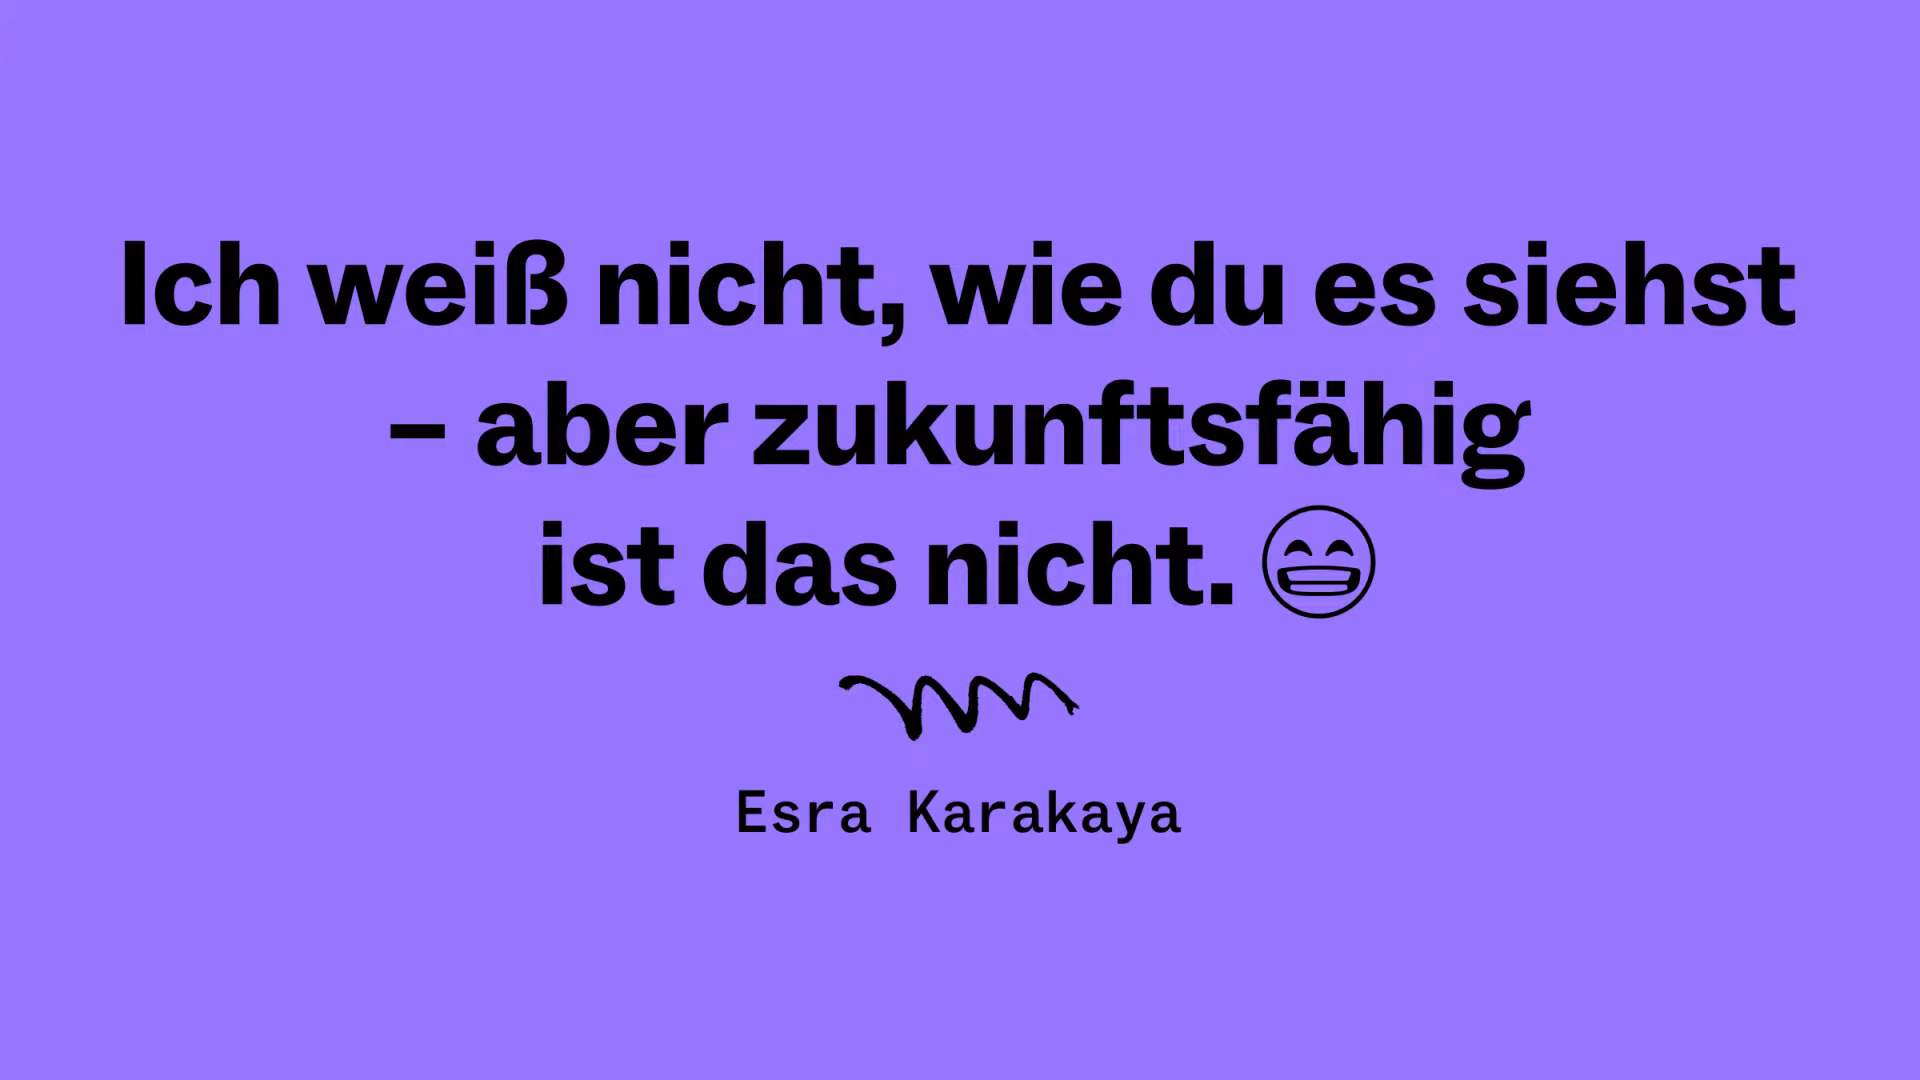 Ich weiß nicht, wie du es siehst
– aber zukunftsfähig
ist das nicht. 😁
Esra Karakaya